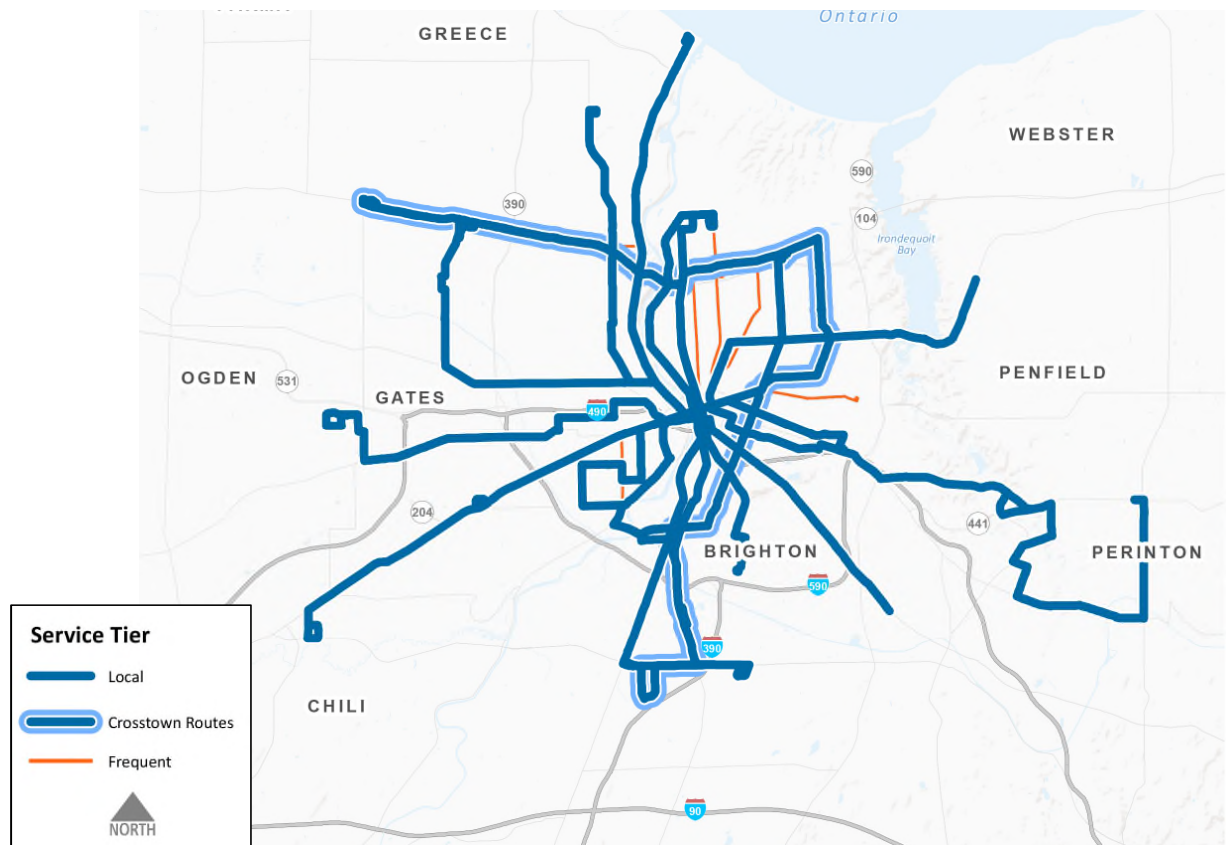 Ontario
GREECE
WEBSTER
590
390
104
Irondequoit
Bay
OGDEN
531
GATES
490
PENFIELD
204
441
BRIGHTON
PERINTON
590
390
CHILI
90
Service Tier
Local
Crosstown Routes
Frequent
NORTH